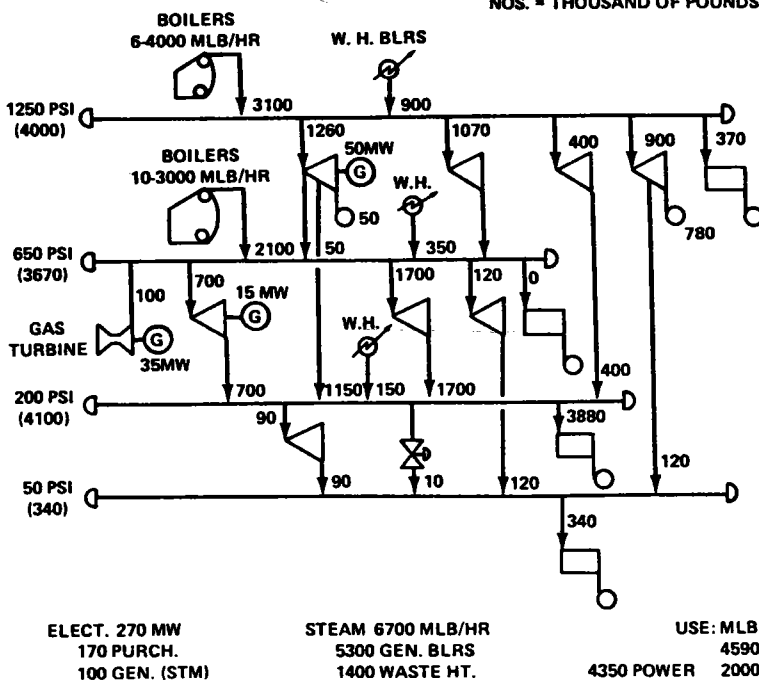 NOS. = THOUSAND OF POUNDS
BOILERS
6-4000 MLB/HR
W. H. BLRS
1250 PSI
(4000)
3100
900
1260
50MW
G
1070
400
900
370
BOILERS
10-3000 MLB/HR
W.H.
50
780
650 PSI
(3670)
2100
50
350
100
700
15 MW
G
1700
120
0
GAS
TURBINE
G
35MW
W.H.
400
200 PSI
(4100)
700
1150
150
1700
3880
90
120
50 PSI
(340)
90
10
120
340
ELECT. 270 MW
170 PURCH.
100 GEN. (STM)
STEAM 6700 MLB/HR
5300 GEN. BLRS
1400 WASTE HT.
USE: MLB
4590
4350 POWER 2000